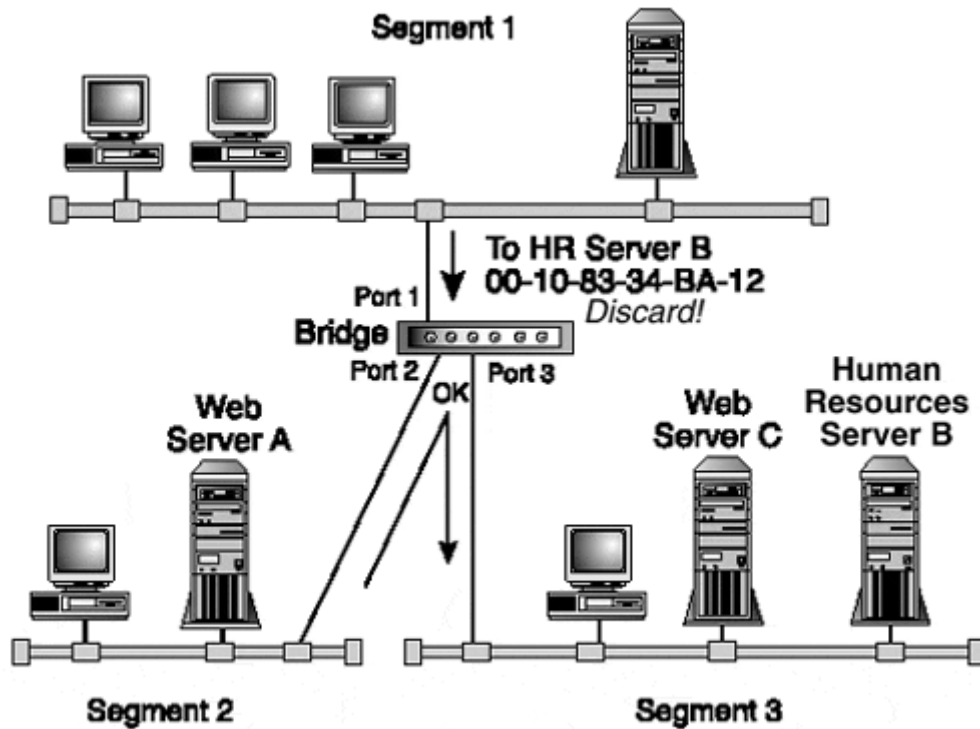 Segment 1
To HR Server B
00-10-83-34-BA-12
Discard!
Port 1
Bridge
Port 2
Port 3
OK
Web
Server A
Web
Server C
Human
Resources
Server B
Segment 2
Segment 3